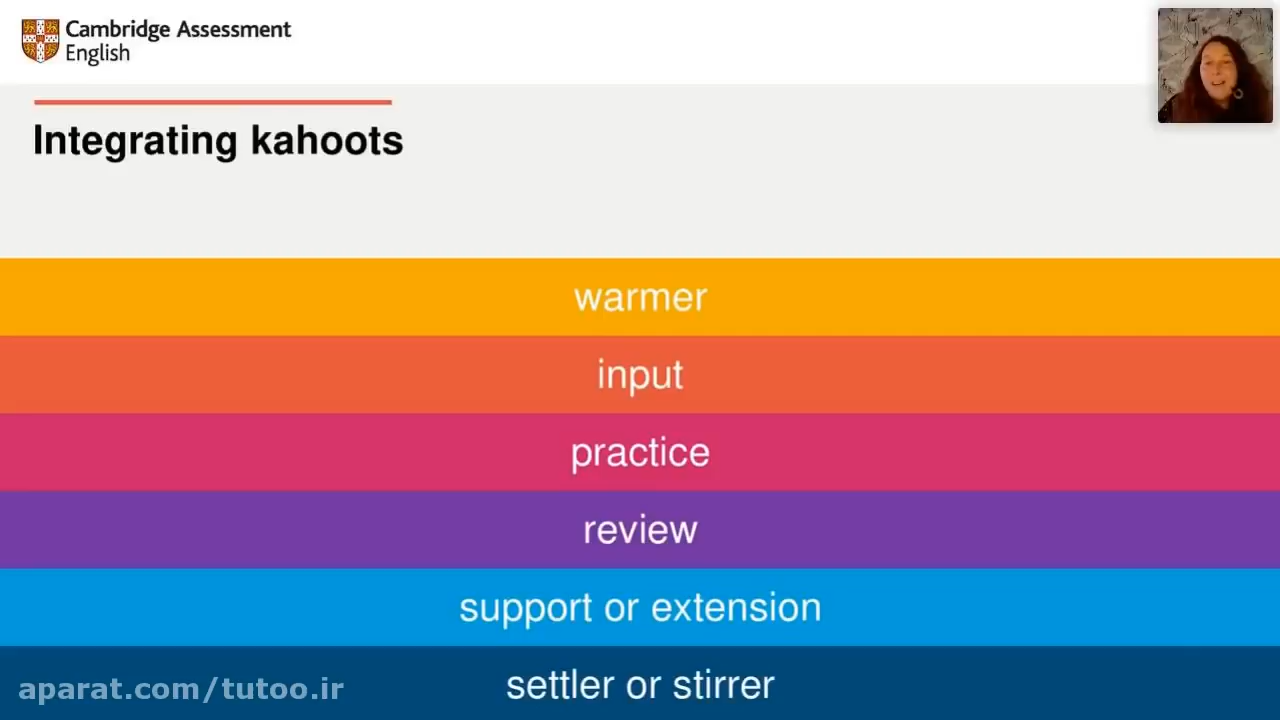 Cambridge Assessment
English
Integrating kahoots
warmer
input
practice
review
support or extension
settler or stirrer
aparat.com/tutoo.ir